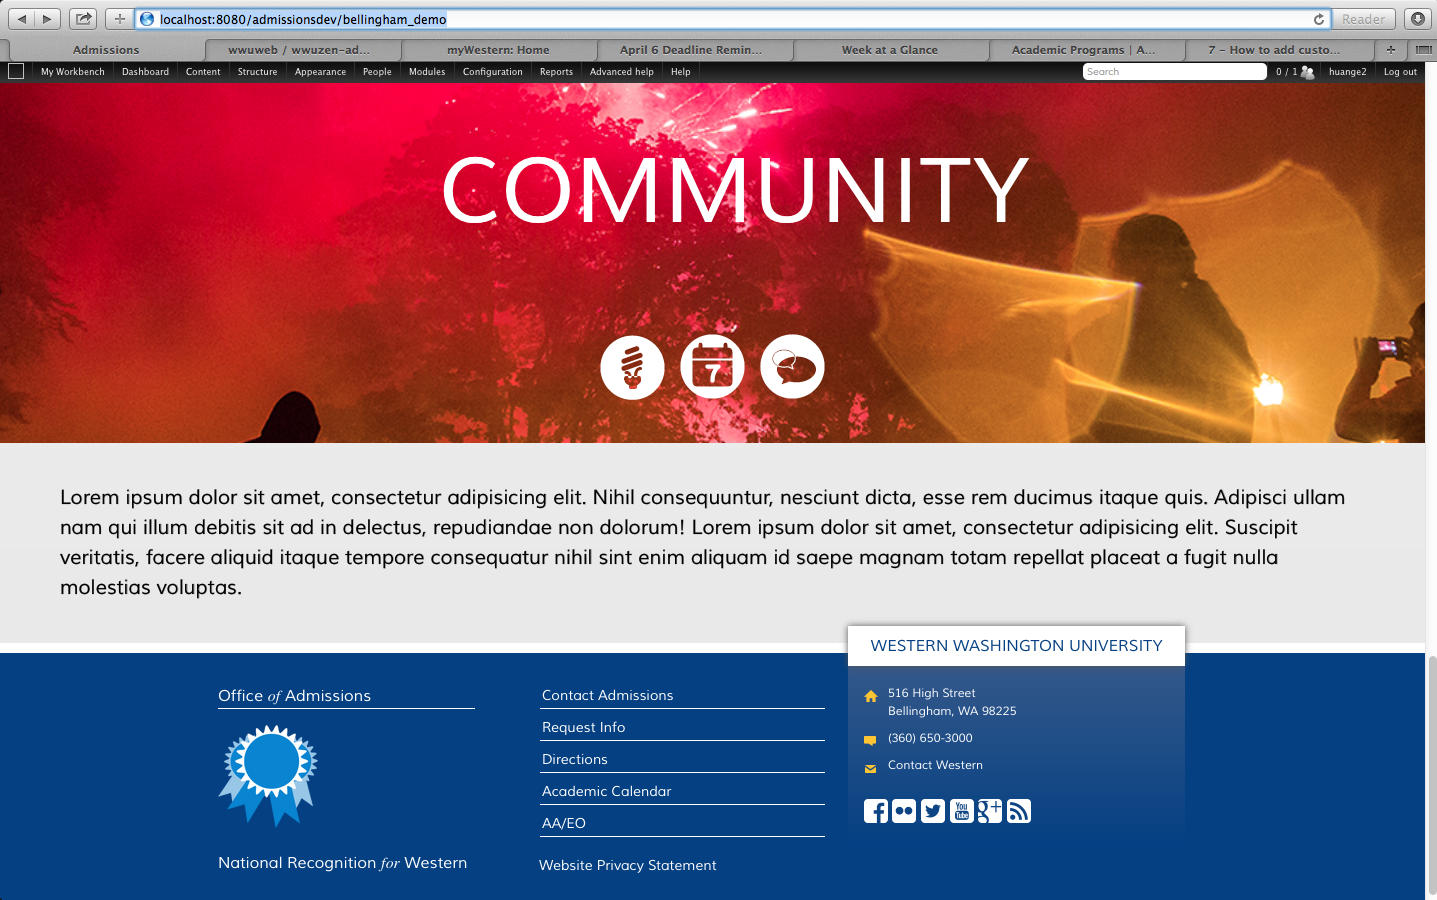 localhost:8080/admissionsdev/bellingham_demo
Reader
Admissions
wwuweb / wwuzen-ad...
myWestern: Home
April 6 Deadline Remin...
Week at a Glance
Academic Programs | A...
7 - How to add custo...
My Workbench
Dashboard
Content
Structure
Appearance
People
Modules
Configuration
Reports
Advanced help
Help
Search
0 / 1
huange2
Log out
COMMUNITY
7
Lorem ipsum dolor sit amet, consectetur adipisicing elit. Nihil consequuntur, nesciunt dicta, esse rem ducimus itaque quis. Adipisci ullam
nam qui illum debitis sit ad in delectus, repudiandae non dolorum! Lorem ipsum dolor sit amet, consectetur adipisicing elit. Suscipit
veritatis, facere aliquid itaque tempore consequatur nihil sint enim aliquam id saepe magnam totam repellat placeat a fugit nulla
molestias voluptas.
Office of Admissions
National Recognition for Western
Contact Admissions
Request Info
Directions
Academic Calendar
AA/EO
Website Privacy Statement
WESTERN WASHINGTON UNIVERSITY
516 High Street
Bellingham, WA 98225
(360) 650-3000
Contact Western
You
Tube